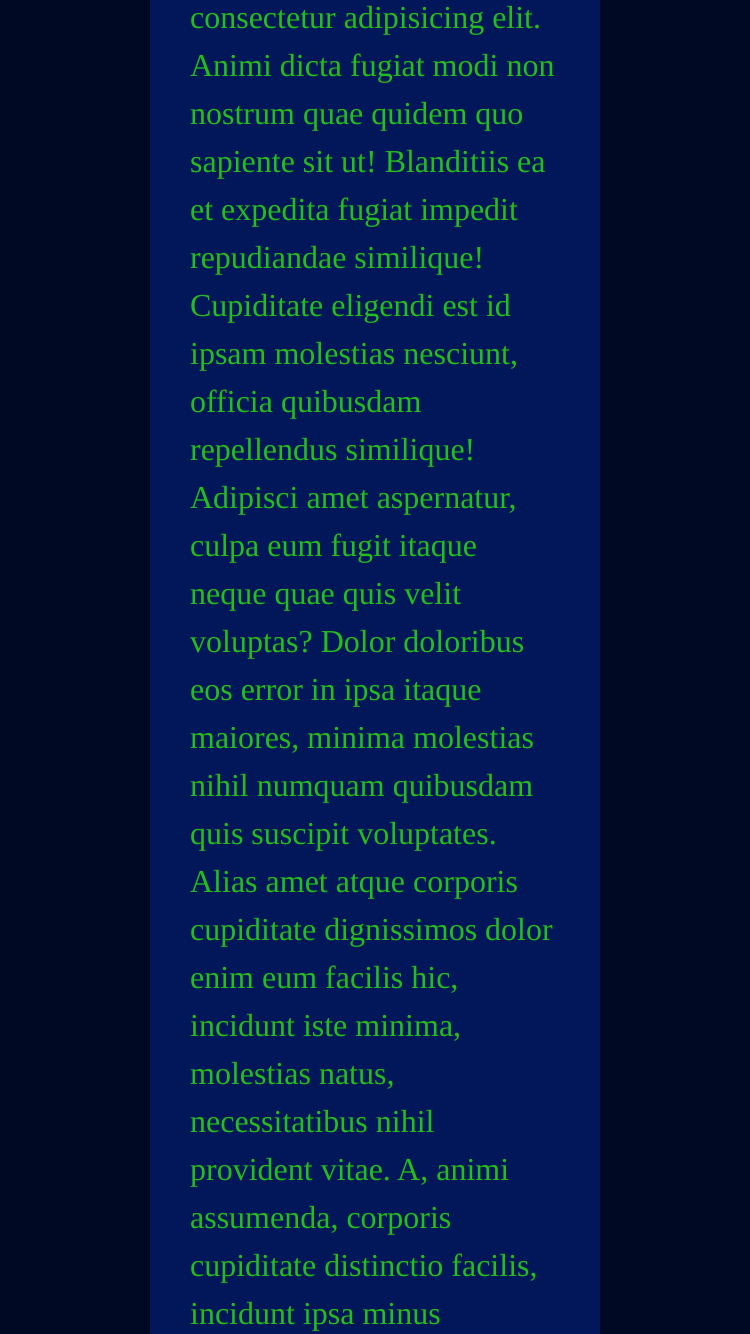 consectetur adipisicing elit.
Animi dicta fugiat modi non
nostrum quae quidem quo
sapiente sit ut! Blanditiis ea
et expedita fugiat impedit
repudiandae similique!
Cupiditate eligendi est id
ipsam molestias nesciunt,
officia quibusdam
repellendus similique!
Adipisci amet aspernatur,
culpa eum fugit itaque
neque quae quis velit
voluptas? Dolor doloribus
eos error in ipsa itaque
maiores, minima molestias
nihil numquam quibusdam
quis suscipit voluptates.
Alias amet atque corporis
cupiditate dignissimos dolor
enim eum facilis hic,
incidunt iste minima,
molestias natus,
necessitatibus nihil
provident vitae. A, animi
assumenda, corporis
cupiditate distinctio facilis,
incidunt ipsa minus